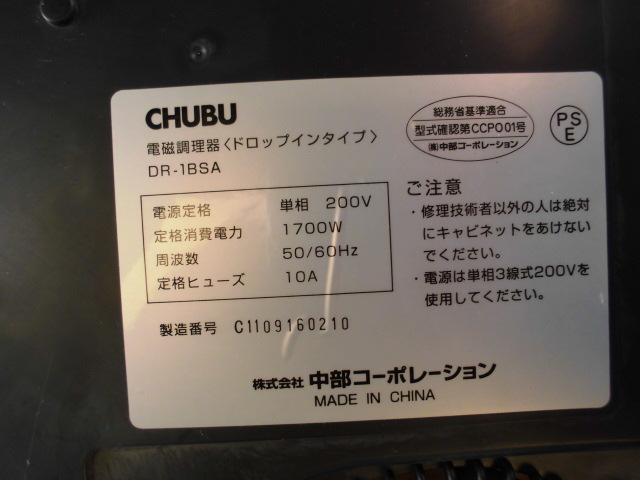 CHUBU
電磁調理器〈ドロップインタイプ〉
DR-1BSA
総務省基準適合
型式確認第CCP001号
㈱中部コーポレーション
PS
E
電源定格 単相 200V
定格消費電力 1700W
周波数 50/60Hz
定格ヒューズ 10A
製造番号 C1109160210
ご注意
・修理技術者以外の人は絶対
にキャビネットをあけない
でください。
・電源は単相3線式200Vを
使用してください。
株式会社 中部コーポレーション
MADE IN CHINA